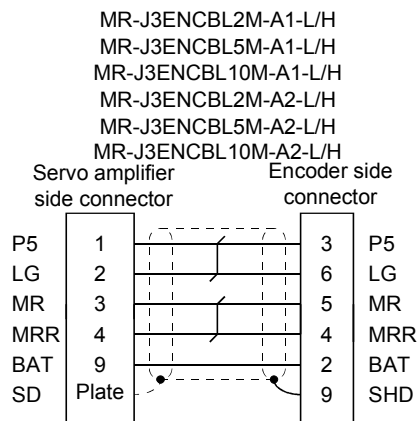 MR-J3ENCBL2M-A1-L/H
MR-J3ENCBL5M-A1-L/H
MR-J3ENCBL10M-A1-L/H
MR-J3ENCBL2M-A2-L/H
MR-J3ENCBL5M-A2-L/H
MR-J3ENCBL10M-A2-L/H
Servo amplifier side connector
Encoder side connector
P5 1 3 P5
LG 2 6 LG
MR 3 5 MR
MRR 4 4 MRR
BAT 9 2 BAT
SD Plate 9 SHD